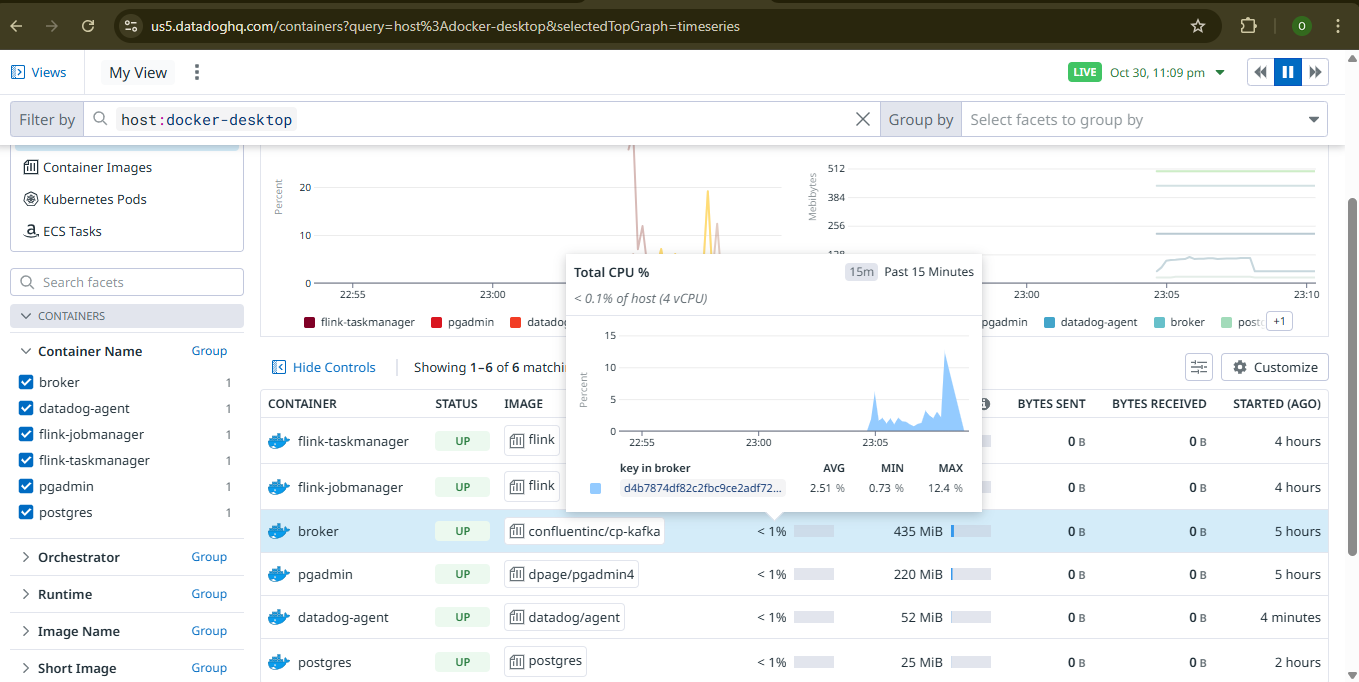 us5.datadoghq.com/containers?query=host%3Adocker-desktop&selectedTopGraph=timeseries
O
Views
My View
LIVE
Oct 30, 11:09 pm
Filter by
host:docker-desktop
Group by
Select facets to group by
Container Images
Kubernetes Pods
ECS Tasks
Search facets
CONTAINERS
Container Name Group
broker 1
datadog-agent 1
flink-jobmanager 1
flink-taskmanager 1
pgadmin 1
postgres 1
Orchestrator Group
Runtime Group
Image Name Group
Short Image Group
Percent
20
10
0
22:55 23:00
flink-taskmanager pgadmin datadog
Mebibytes
512
384
256
128
23:00 23:05 23:10
pgadmin datadog-agent broker postg +1
Total CPU % 15m Past 15 Minutes
< 0.1% of host (4 vCPU)
Percent
15
10
5
0
22:55 23:00 23:05
key in broker AVG MIN MAX
d4b7874df82c2fbc9ce2adf72... 2.51 % 0.73 % 12.4 %
Hide Controls Showing 1–6 of 6 matchi
Customize
CONTAINER STATUS IMAGE BYTES SENT BYTES RECEIVED STARTED (AGO)
flink-taskmanager UP flink 0 B 0 B 4 hours
flink-jobmanager UP flink 0 B 0 B 4 hours
broker UP confluentinc/cp-kafka < 1% 435 MiB 0 B 0 B 5 hours
pgadmin UP dpage/pgadmin4 < 1% 220 MiB 0 B 0 B 5 hours
datadog-agent UP datadog/agent < 1% 52 MiB 0 B 0 B 4 minutes
postgres UP postgres < 1% 25 MiB 0 B 0 B 2 hours